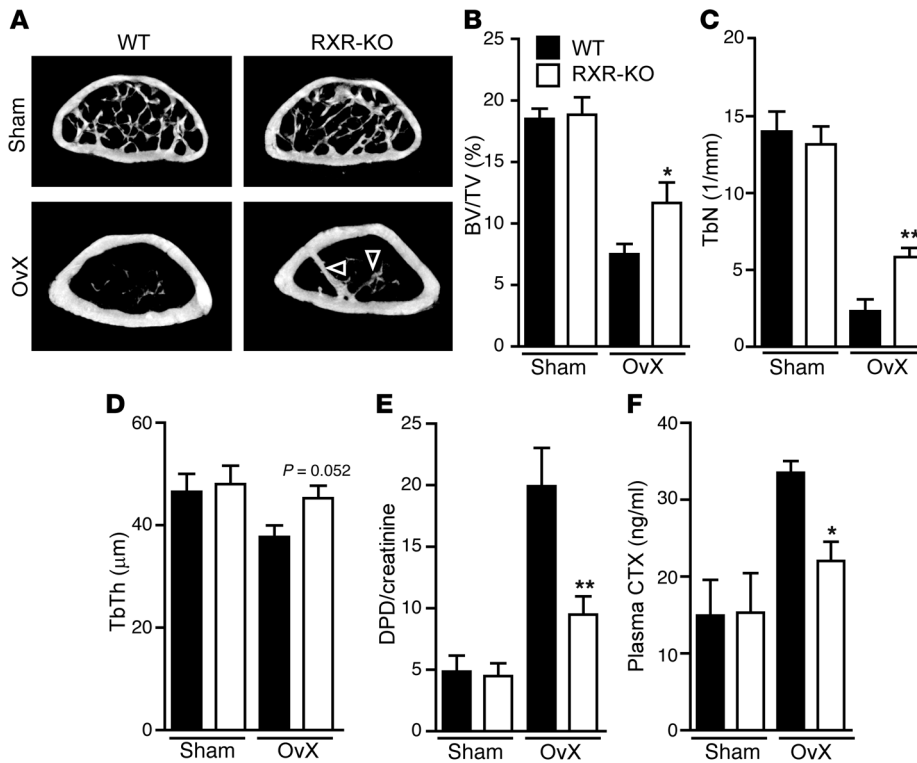 A
WT
RXR-KO
Sham
OvX
B
WT
RXR-KO
BV/TV (%)
25
20
15
10
5
0
*
Sham
OvX
C
TbN (1/mm)
15
10
5
0
**
Sham
OvX
D
TbTh (μm)
60
40
20
0
P = 0.052
Sham
OvX
E
DPD/creatinine
25
20
15
10
5
0
**
Sham
OvX
F
Plasma CTX (ng/ml)
40
30
20
10
0
*
Sham
OvX